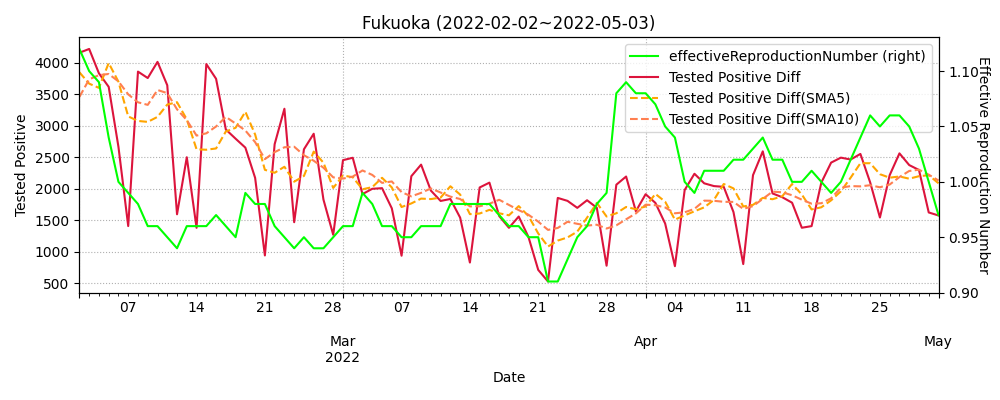 Fukuoka (2022-02-02~2022-05-03)
effectiveReproductionNumber (right)
Tested Positive Diff
Tested Positive Diff(SMA5)
Tested Positive Diff(SMA10)
Tested Positive
4000
3500
3000
2500
2000
1500
1000
500
Effective Reproduction Number
1.10
1.05
1.00
0.95
0.90
07 14 21 28 07 14 21 28 04 11 18 25
Mar Apr May
2022
Date